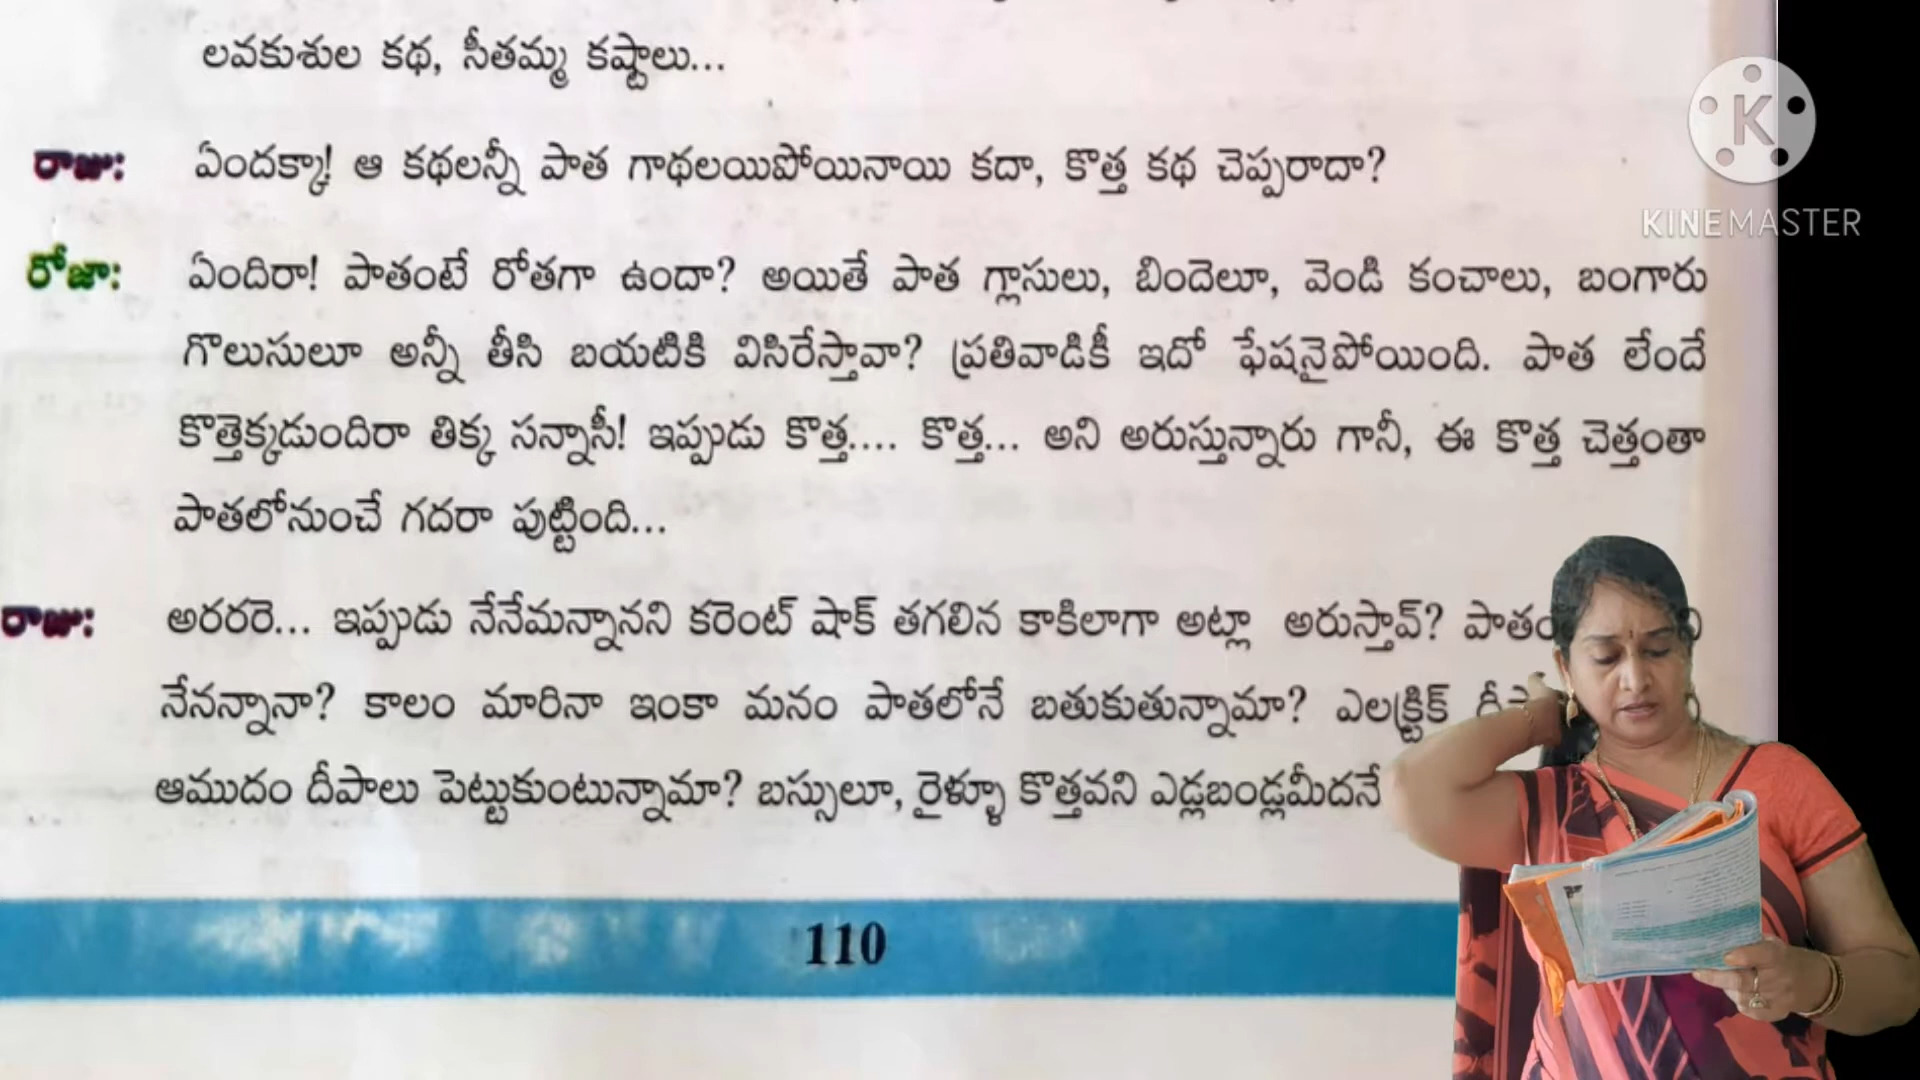 లవకుశుల కథ, సీతమ్మ కష్టాలు...
రాజు: ఏందక్కా! ఆ కథలన్నీ పాత గాథలయిపోయినాయి కదా, కొత్త కథ చెప్పరాదా?
రోజా: ఏందిరా! పాతంటే రోతగా ఉందా? అయితే పాత గ్లాసులు, బిందెలూ, వెండి కంచాలు, బంగారు
గొలుసులూ అన్నీ తీసి బయటికి విసిరేస్తావా? ప్రతివాడికీ ఇదో ఫేషనైపోయింది. పాత లేందే
కొత్తెక్కడుందిరా తిక్క సన్నాసీ! ఇప్పుడు కొత్త.... కొత్త... అని అరుస్తున్నారు గానీ, ఈ కొత్త చెత్తంతా
పాతలోనుంచే గదరా పుట్టింది...
రాజు: అరరరె... ఇప్పుడు నేనేమన్నానని కరెంట్ షాక్ తగలిన కాకిలాగా అట్లా అరుస్తావ్?
నేనన్నానా? కాలం మారినా ఇంకా మనం పాతలోనే బతుకుతున్నామా? ఎలక్ట్రిక్
ఆముదం దీపాలు పెట్టుకుంటున్నామా? బస్సులూ, రైళ్ళూ కొత్తవని ఎడ్లబండ్లమీదనే
110
K
KINEMASTER